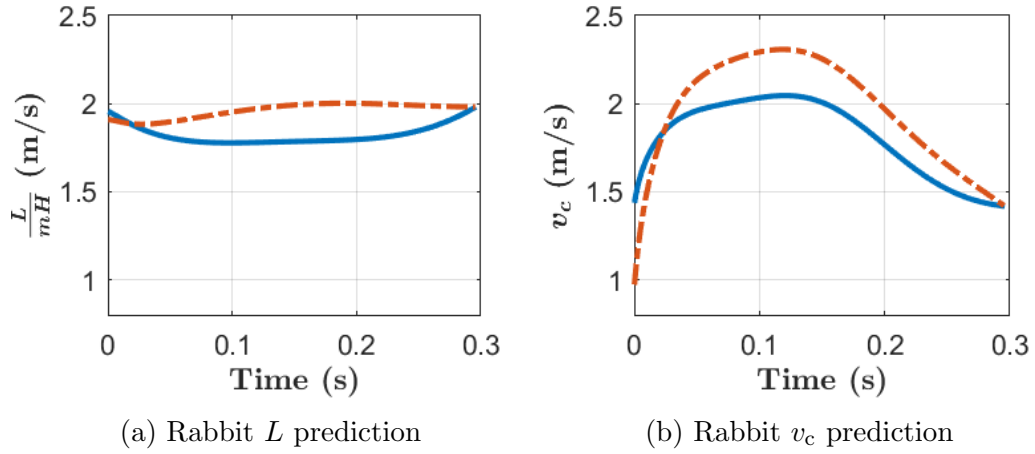 2.5
2
1.5
1
L/mH (m/s)
0 0.1 0.2 0.3
Time (s)
(a) Rabbit L prediction
2.5
2
1.5
1
v_c (m/s)
0 0.1 0.2 0.3
Time (s)
(b) Rabbit v_c prediction